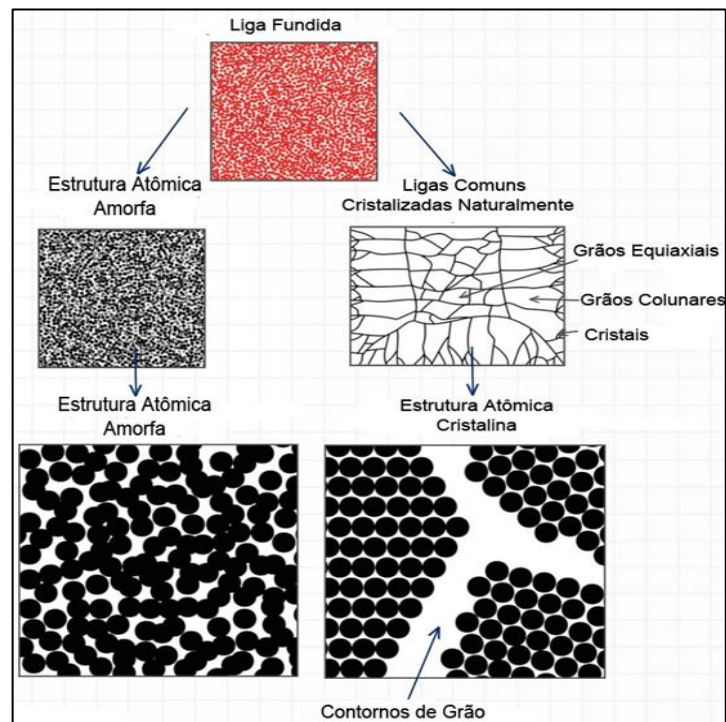 Liga Fundida
Estrutura Atômica
Amorfa
Ligas Comuns
Cristalizadas Naturalmente
Grãos Equiaxiais
Grãos Colunares
Cristais
Estrutura Atômica
Amorfa
Estrutura Atômica
Cristalina
Contornos de Grão